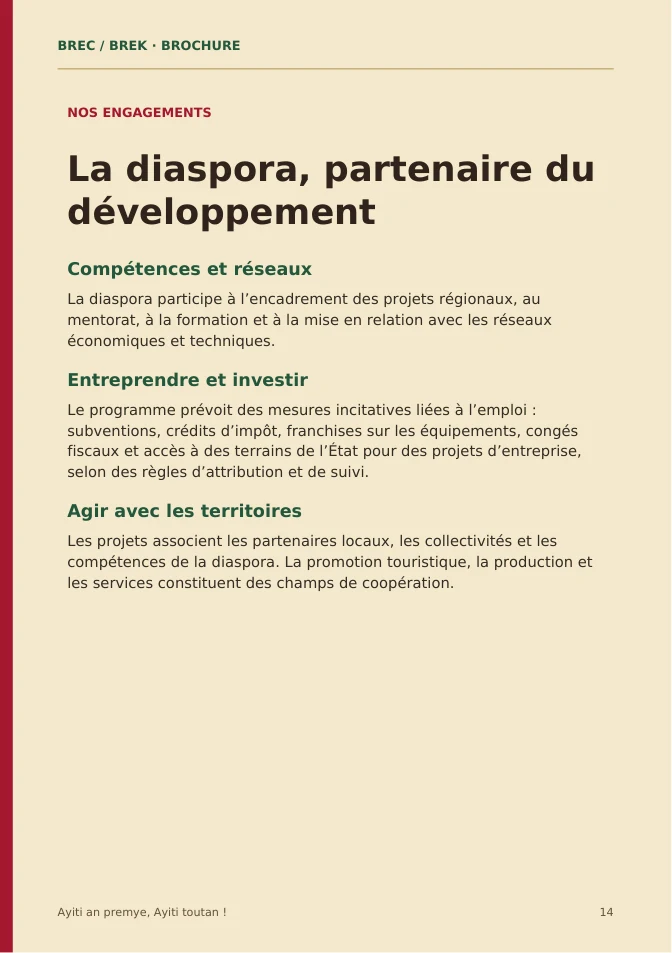 BREC / BREK · BROCHURE
NOS ENGAGEMENTS
La diaspora, partenaire du
développement
Compétences et réseaux
La diaspora participe à l’encadrement des projets régionaux, au
mentorat, à la formation et à la mise en relation avec les réseaux
économiques et techniques.
Entreprendre et investir
Le programme prévoit des mesures incitatives liées à l’emploi :
subventions, crédits d’impôt, franchises sur les équipements, congés
fiscaux et accès à des terrains de l’État pour des projets d’entreprise,
selon des règles d’attribution et de suivi.
Agir avec les territoires
Les projets associent les partenaires locaux, les collectivités et les
compétences de la diaspora. La promotion touristique, la production et
les services constituent des champs de coopération.
Ayiti an premye, Ayiti toutan !
14